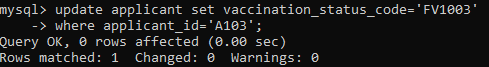 mysql> update applicant set vaccination_status_code='FV1003'
    -> where applicant_id='A103';
Query OK, 0 rows affected (0.00 sec)
Rows matched: 1  Changed: 0  Warnings: 0